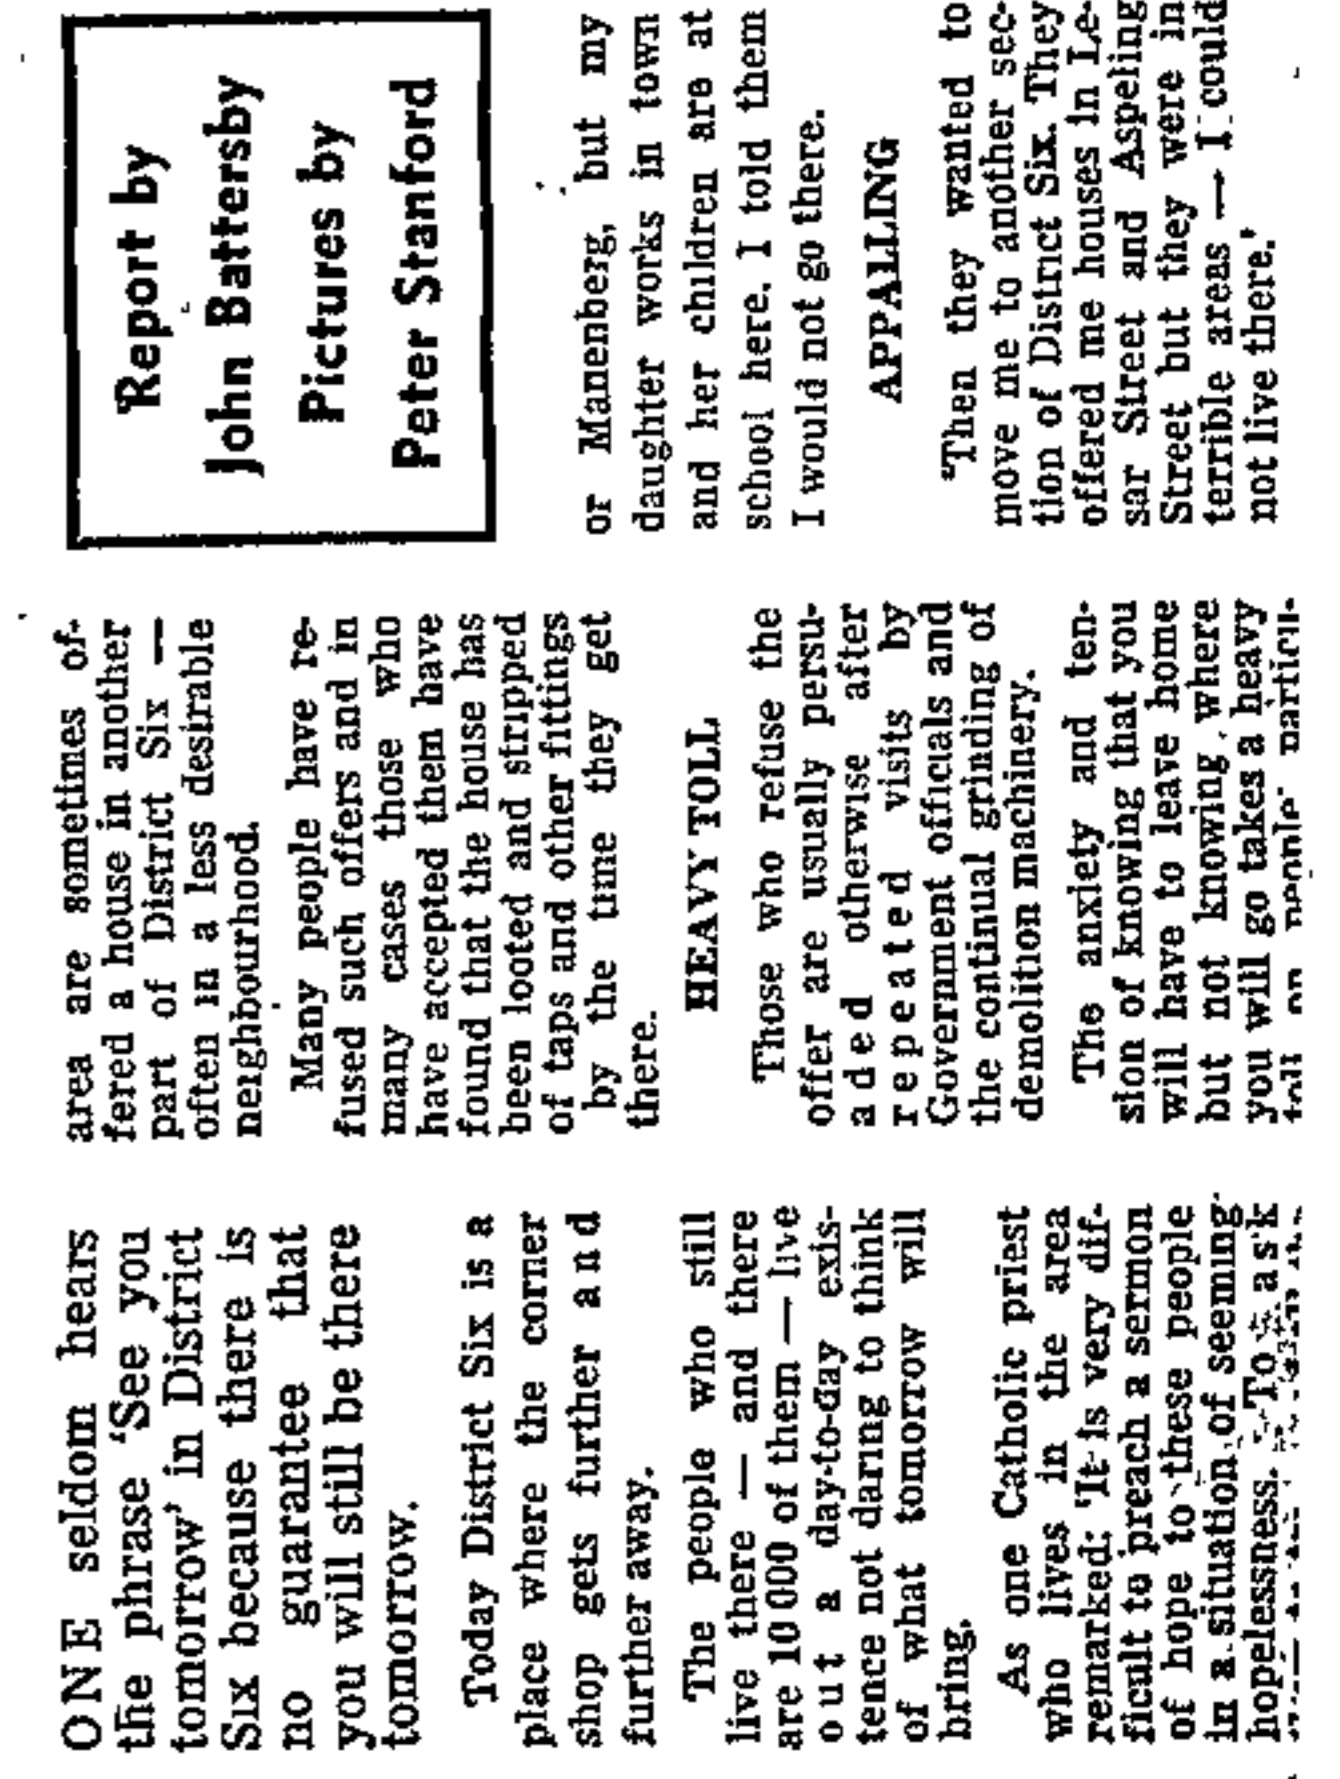 ONE seldom hears
the phrase 'See you
tomorrow' in District
Six because there is
no guarantee that
you will still be there
tomorrow.
Today District Six is a
place where the corner
shop gets further and
further away.
The people who still
live there — and there
are 10 000 of them — live
out a day-to-day exis-
tence not daring to think
of what tomorrow will
bring.
As one Catholic priest
who lives in the area
remarked: 'It is very dif-
ficult to preach a sermon
of hope to these people
in a situation of seeming
hopelessness. To ask
area are sometimes of-
fered a house in another
part of District Six —
often in a less desirable
neighbourhood.
Many people have re-
fused such offers and in
many cases those who
have accepted them have
found that the house has
been looted and stripped
of taps and other fittings
by the time they get
there.
HEAVY TOLL
Those who refuse the
offer are usually persu-
aded otherwise after
repeated visits by
Government officials and
the continual grinding of
demolition machinery.
The anxiety and ten-
sion of knowing that you
will have to leave home
but not knowing where
you will go takes a heavy
toll on people particu-
Report by
John Battersby
Pictures by
Peter Stanford
or Manenberg, but my
daughter works in town
and her children are at
school here. I told them
I would not go there.
APPALLING
'Then they wanted to
move me to another sec-
tion of District Six. They
offered me houses in Le-
sar Street and Aspeling
Street but they were in
terrible areas — I could
not live there.'